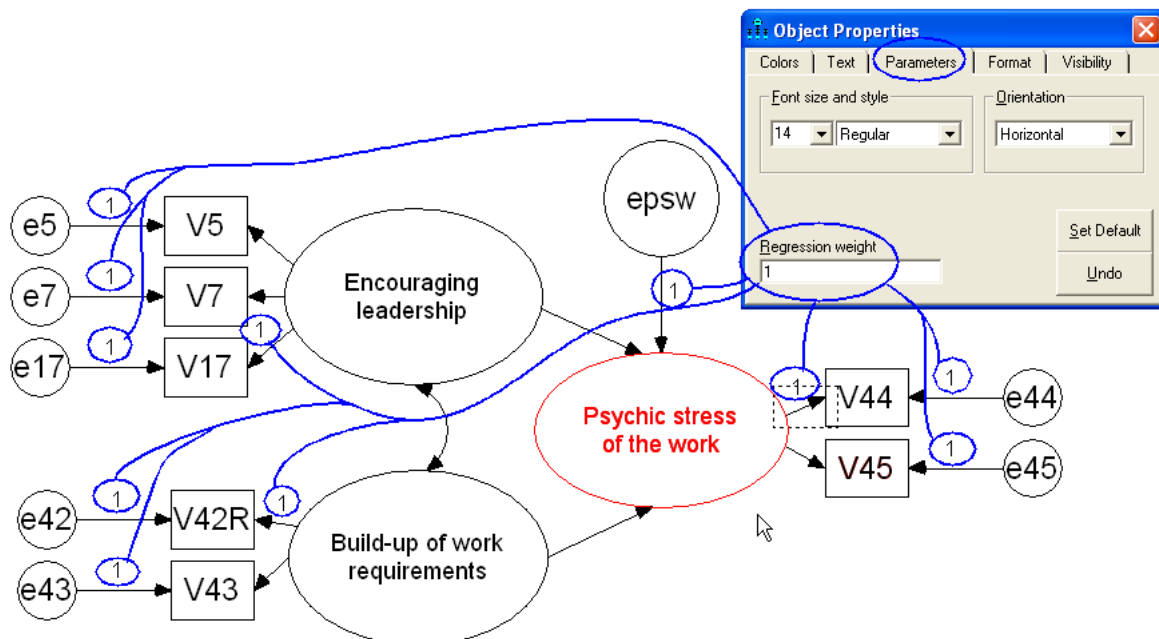 Object Properties
Colors Text Parameters Format Visibility
Font size and style
Orientation
14 Regular
Horizontal
Regression weight
1
Set Default
Undo
epsw
1
e5
1
V5
e7
1
V7
e17
1
V17
1
Encouraging
leadership
Psychic stress
of the work
1
V44
1
e44
V45
1
e45
e42
1
V42R
1
e43
1
V43
Build-up of work
requirements